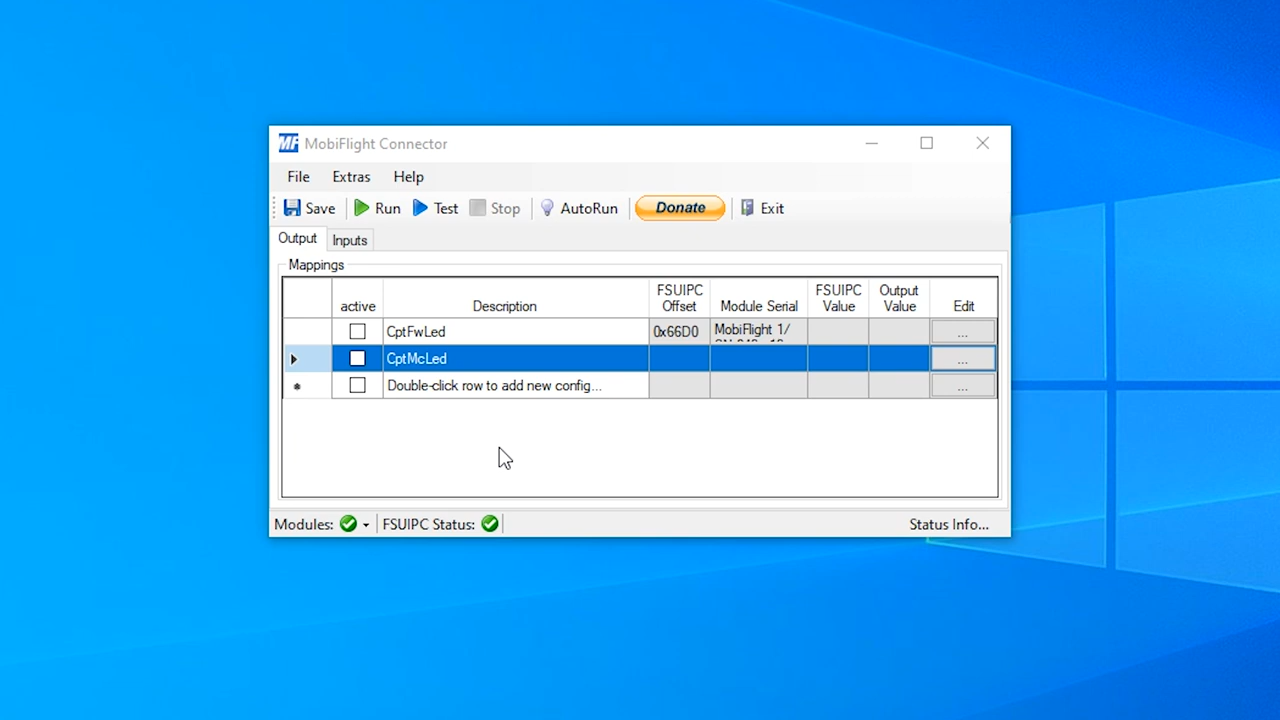 MF MobiFlight Connector
File Extras Help
Save Run Test Stop AutoRun Donate Exit
Output Inputs
Mappings
active Description FSUIPC Offset Module Serial FSUIPC Value Output Value Edit
CptFwLed 0x66D0 MobiFlight 1/ ...
CptMcLed ...
Double-click row to add new config... ...
Modules: FSUIPC Status: Status Info...